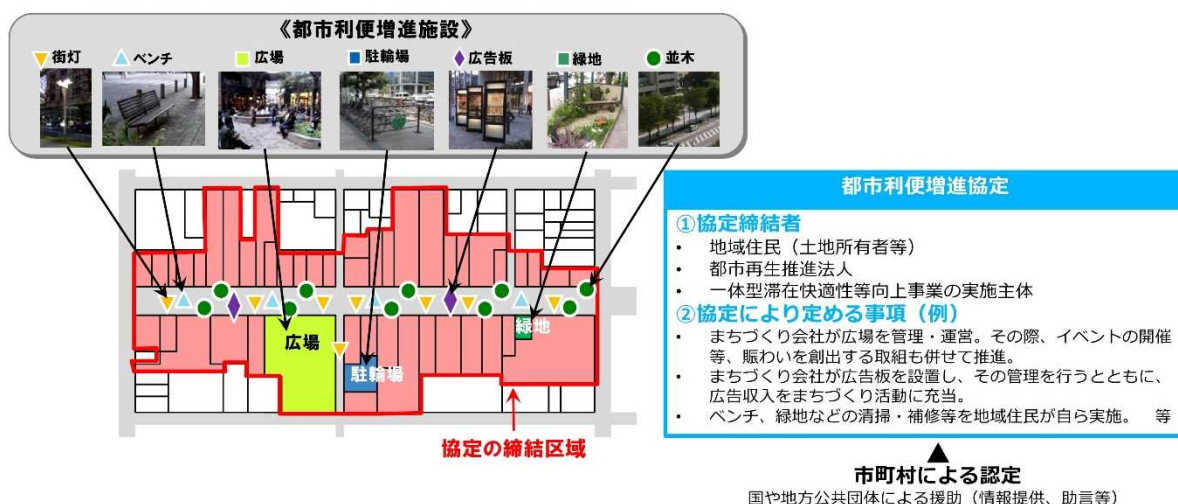 《都市利便増進施設》
街灯 ベンチ 広場 駐輪場 広告板 緑地 並木
広場
駐輪場
緑地
協定の締結区域
都市利便増進協定
①協定締結者
• 地域住民（土地所有者等）
• 都市再生推進法人
• 一体型滞在快適性等向上事業の実施主体
②協定により定める事項（例）
• まちづくり会社が広場を管理・運営。その際、イベントの開催
等、賑わいを創出する取組も併せて推進。
• まちづくり会社が広告板を設置し、その管理を行うとともに、
広告収入をまちづくり活動に充当。
• ベンチ、緑地などの清掃・補修等を地域住民が自ら実施。 等
市町村による認定
国や地方公共団体による援助（情報提供、助言等）